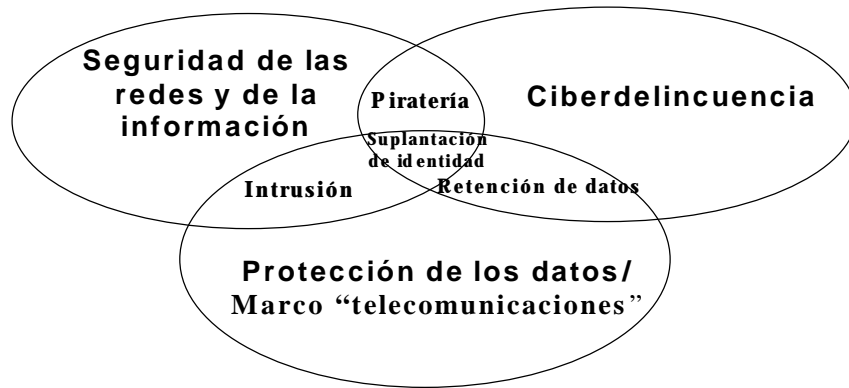 Seguridad de las
redes y de la
información
Piratería
Ciberdelincuencia
Suplantación
de identidad
Intrusión
Retención de datos
Protección de los datos/
Marco “telecomunicaciones”